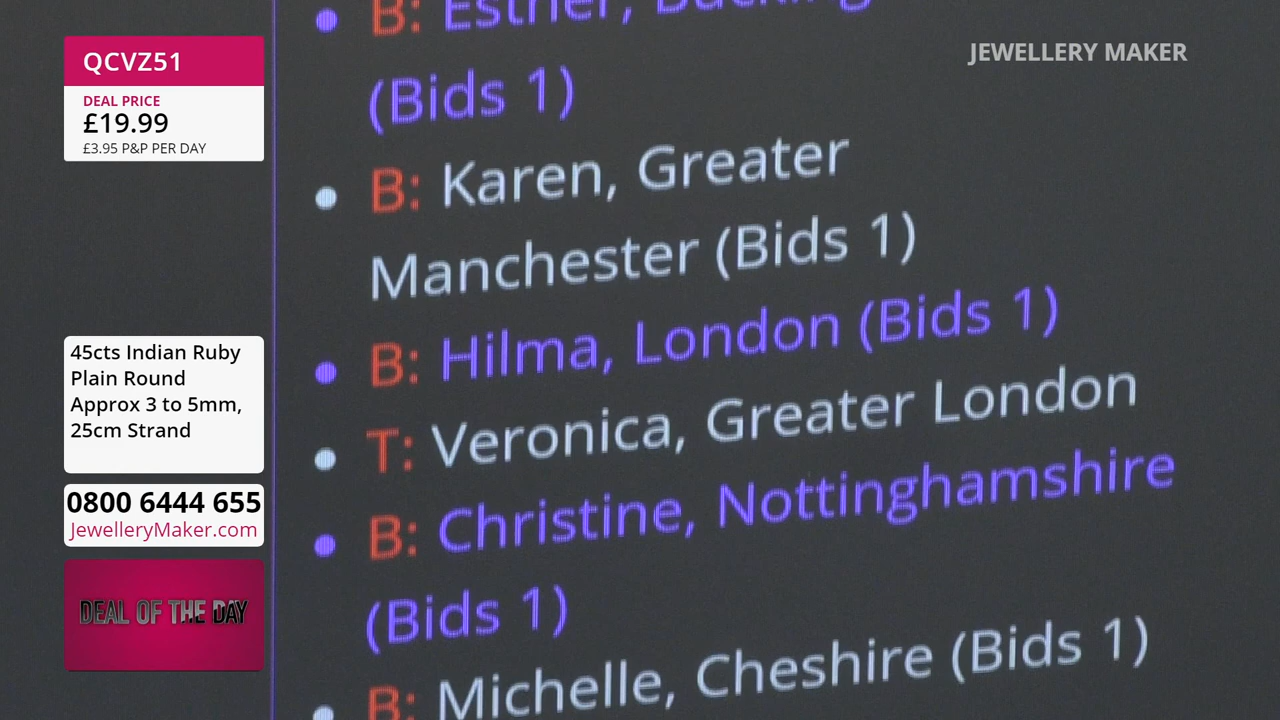 QCVZ51
DEAL PRICE
£19.99
£3.95 P&P PER DAY
45cts Indian Ruby
Plain Round
Approx 3 to 5mm,
25cm Strand
0800 6444 655
JewelleryMaker.com
DEAL OF THE DAY
JEWELLERY MAKER
B: Esther,
(Bids 1)
B: Karen, Greater
Manchester (Bids 1)
B: Hilma, London (Bids 1)
T: Veronica, Greater London
B: Christine, Nottinghamshire
(Bids 1)
B: Michelle, Cheshire (Bids 1)